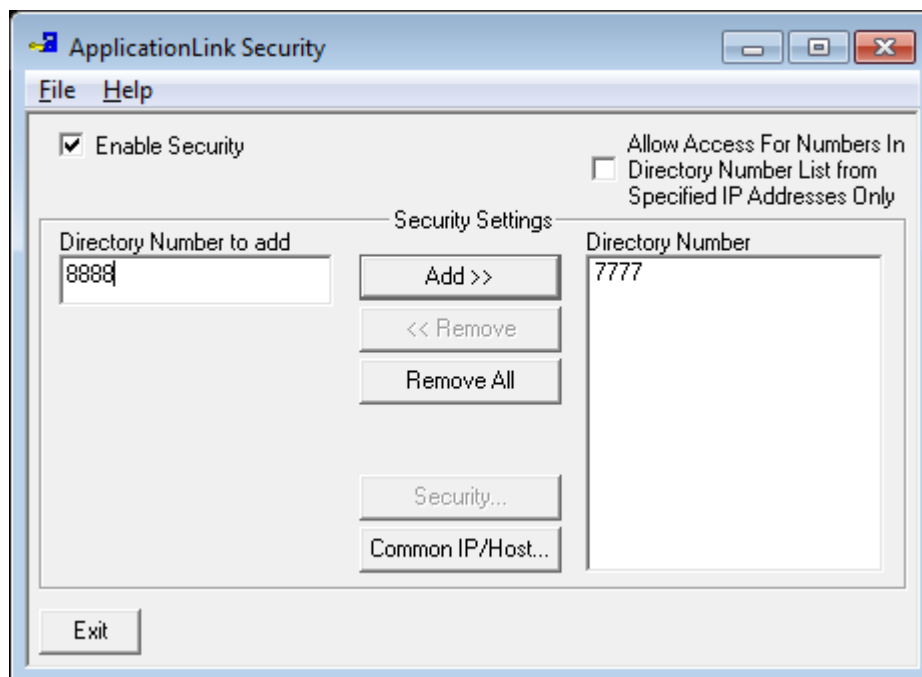 ApplicationLink Security
File Help
Enable Security
Allow Access For Numbers In
Directory Number List from
Specified IP Addresses Only
Security Settings
Directory Number to add
Directory Number
8888
Add >>
7777
<< Remove
Remove All
Security...
Common IP/Host...
Exit